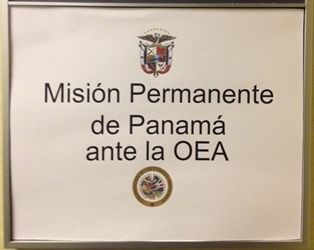 Misión Permanente
de Panamá
ante la OEA